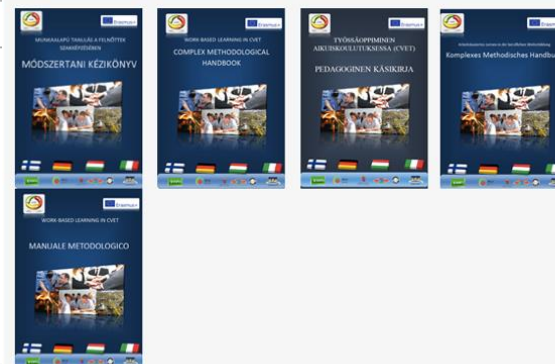 Erasmus+
MUNKAALAPÚ TANULÁS A FELNŐTTEK
SZAKKÉPZÉSÉBEN
MÓDSZERTANI KÉZIKÖNYV
Erasmus+
WORK BASED LEARNING IN CVET
COMPLEX METHODOLOGICAL
HANDBOOK
Erasmus+
TYÖSSÄOPPIMINEN
AIKUISKOULUTUKSESSA (CVET)
PEDAGOGINEN KÄSIKIRJA
Erasmus+
Komplexes Methodisches Handbu
Erasmus+
WORK-BASED LEARNING IN CVET
MANUALE METODOLOGICO